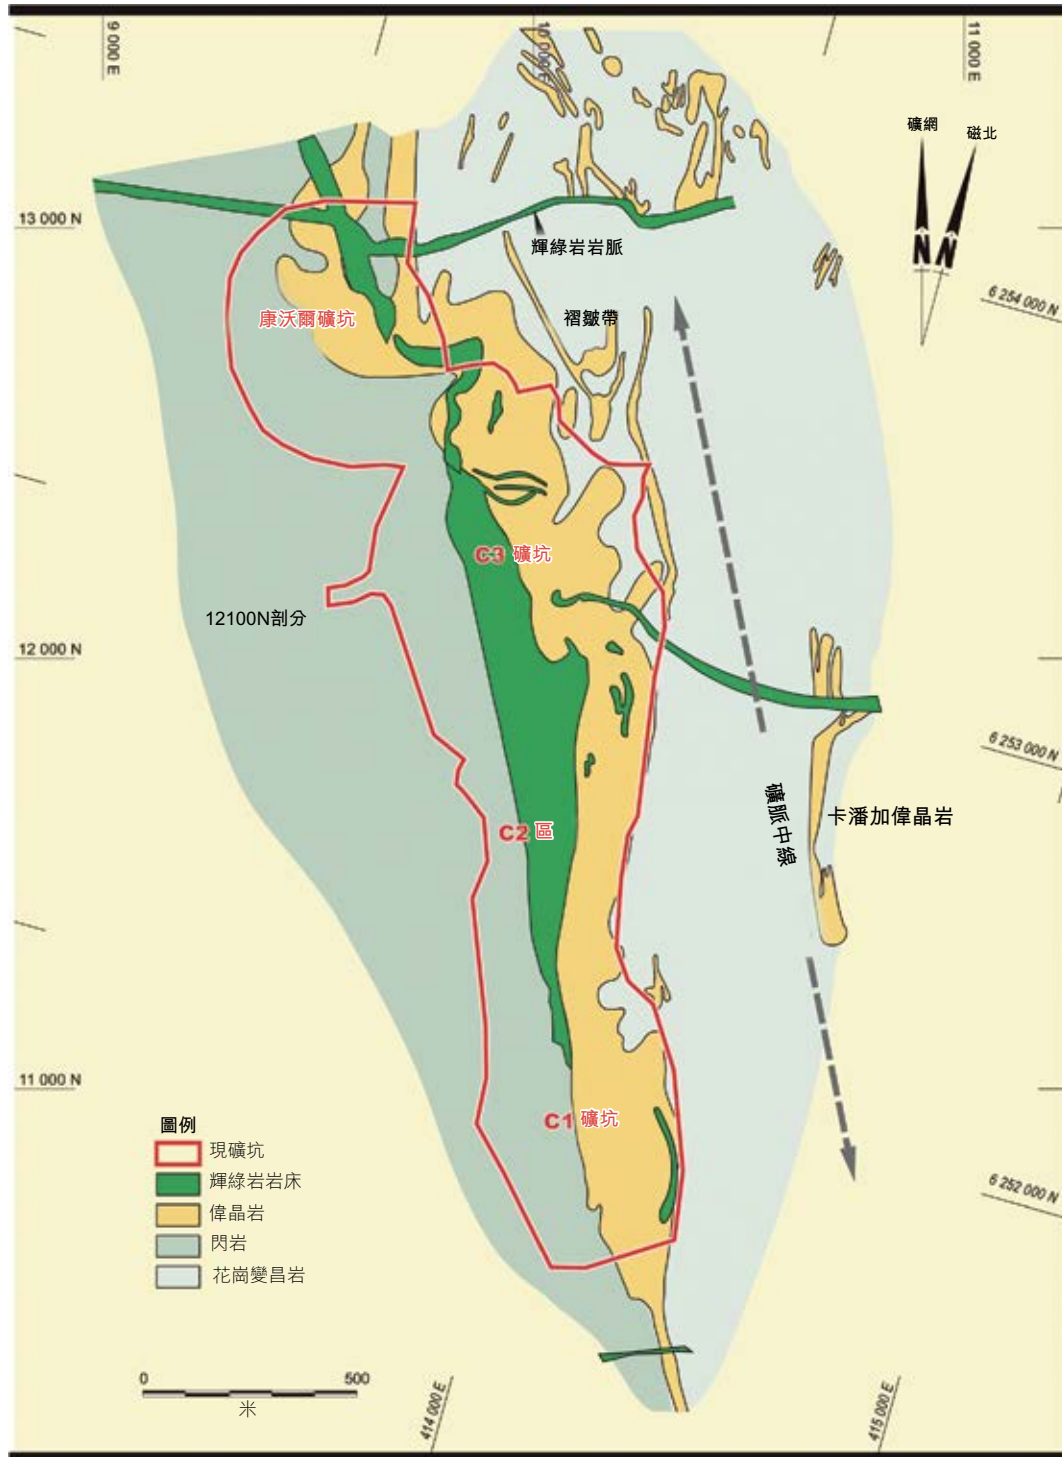 9 000 E
10 000 E
11 000 E
礦網
磁北
N
N
13 000 N
輝綠岩岩脈
6 254 000 N
康沃爾礦坑
褶皺帶
C3 礦坑
12100N剖分
12 000 N
6 253 000 N
礦脈中線
卡潘加偉晶岩
C2 區
11 000 N
C1 礦坑
圖例
現礦坑
輝綠岩岩床
偉晶岩
閃岩
花崗變昌岩
6 252 000 N
0
500
米
414 000 E
415 000 E